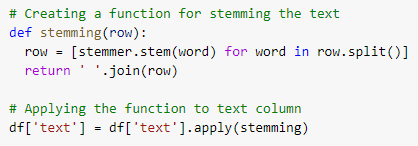 # Creating a function for stemming the text
def stemming(row):
  row = [stemmer.stem(word) for word in row.split()]
  return ' '.join(row)

# Applying the function to text column
df['text'] = df['text'].apply(stemming)